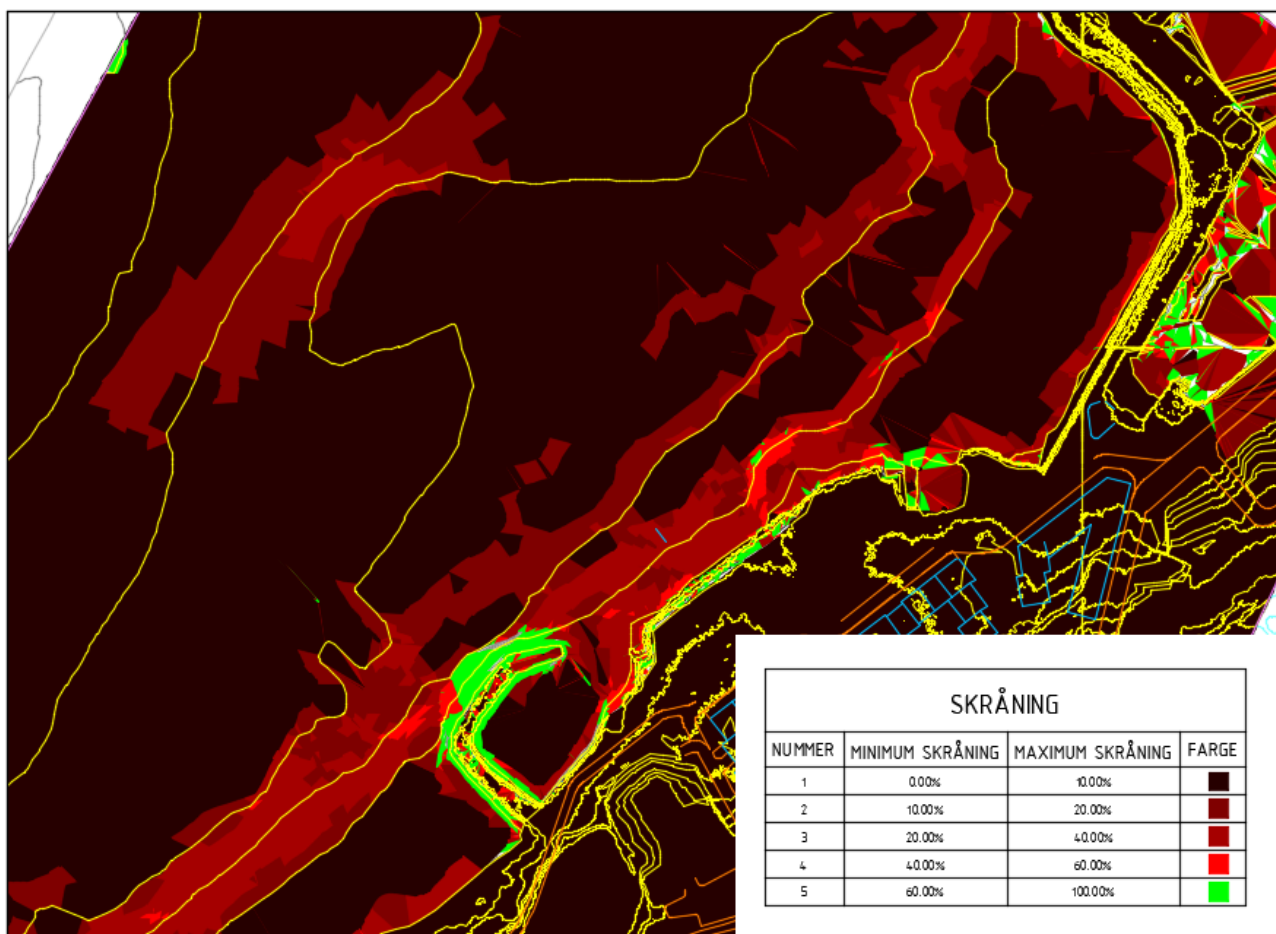 SKRÅNING
NUMMER MINIMUM SKRÅNING MAXIMUM SKRÅNING FARGE
1 0.00% 10.00%
2 10.00% 20.00%
3 20.00% 40.00%
4 40.00% 60.00%
5 60.00% 100.00%